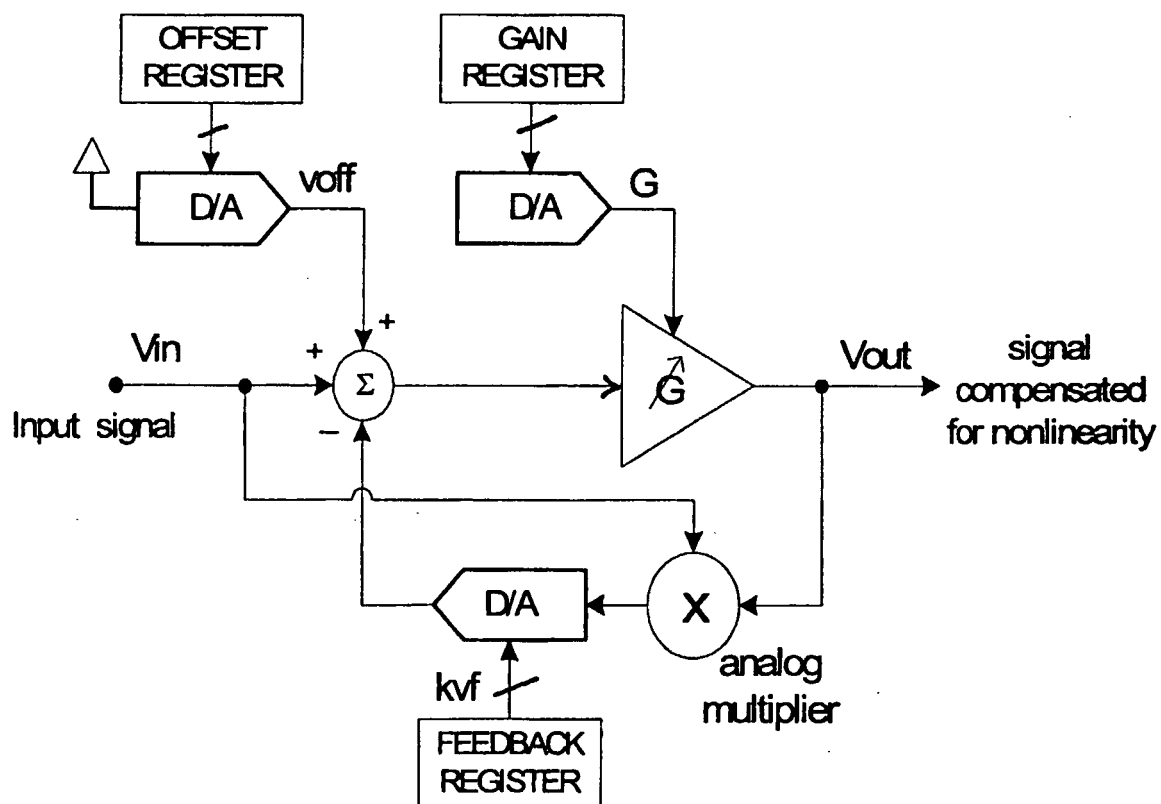 OFFSET
REGISTER
GAIN
REGISTER
D/A
voff
D/A
G
Vin
+
+
Σ
−
G
Vout
Input signal
signal
compensated
for nonlinearity
D/A
X
kvf
analog
multiplier
FEEDBACK
REGISTER